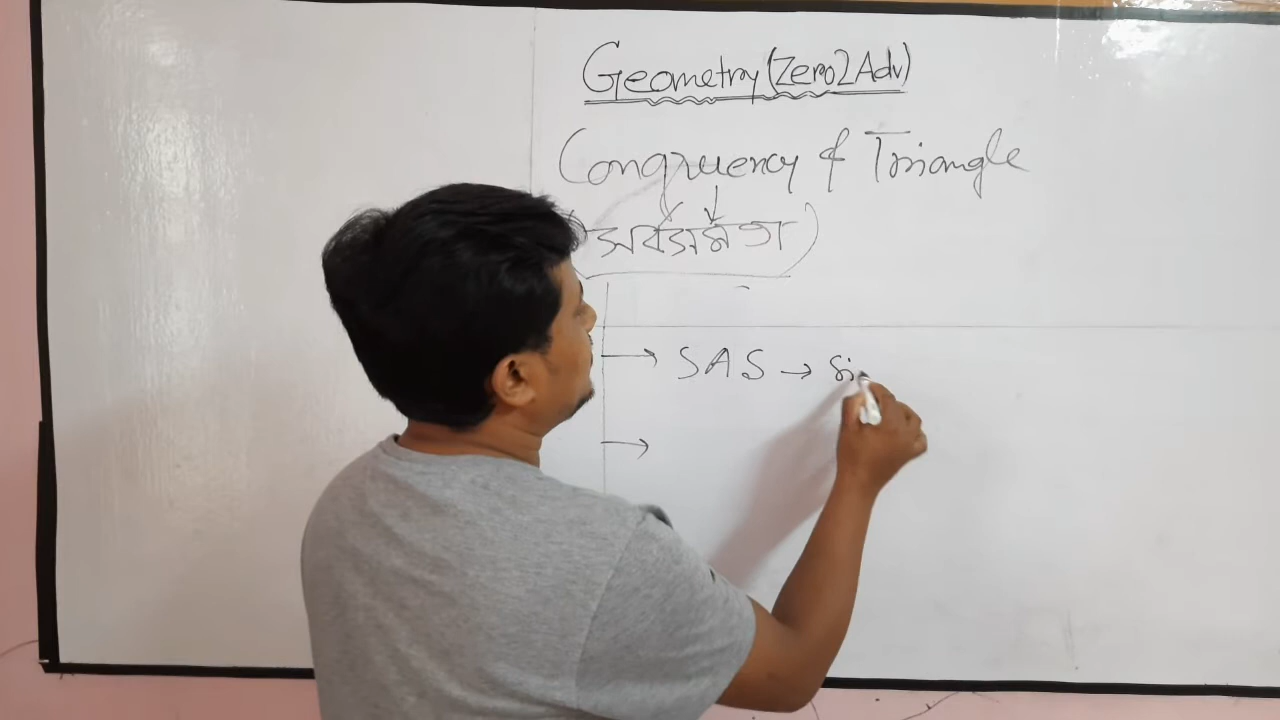 Geometry (Zero2Adv)
Congruency of Triangle
(সর্বসমতা)
→ SAS → Si
→